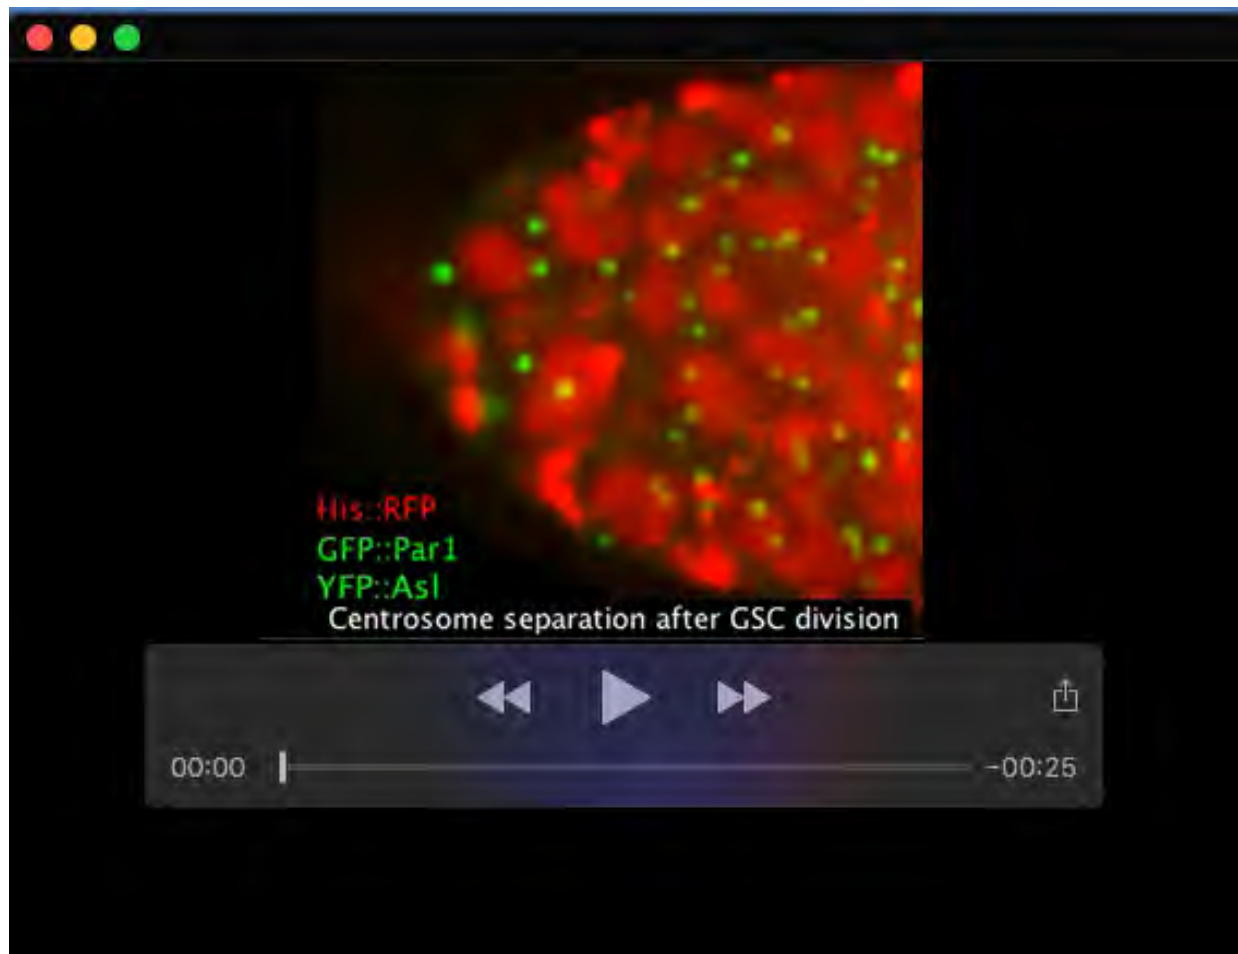 His::RFP
GFP::Par1
YFP::Asl
Centrosome separation after GSC division
00:00 -00:25